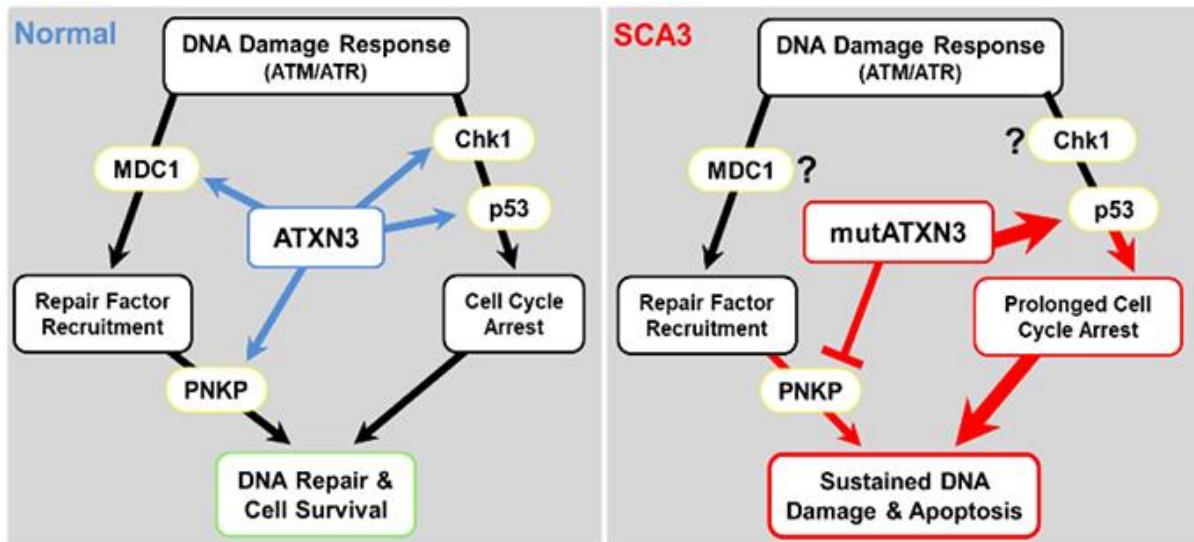 Normal
DNA Damage Response
(ATM/ATR)
Chk1
MDC1
p53
ATXN3
Repair Factor
Recruitment
Cell Cycle
Arrest
PNKP
DNA Repair &
Cell Survival
SCA3
DNA Damage Response
(ATM/ATR)
? Chk1
MDC1 ?
p53
mutATXN3
Repair Factor
Recruitment
Prolonged Cell
Cycle Arrest
PNKP
Sustained DNA
Damage & Apoptosis